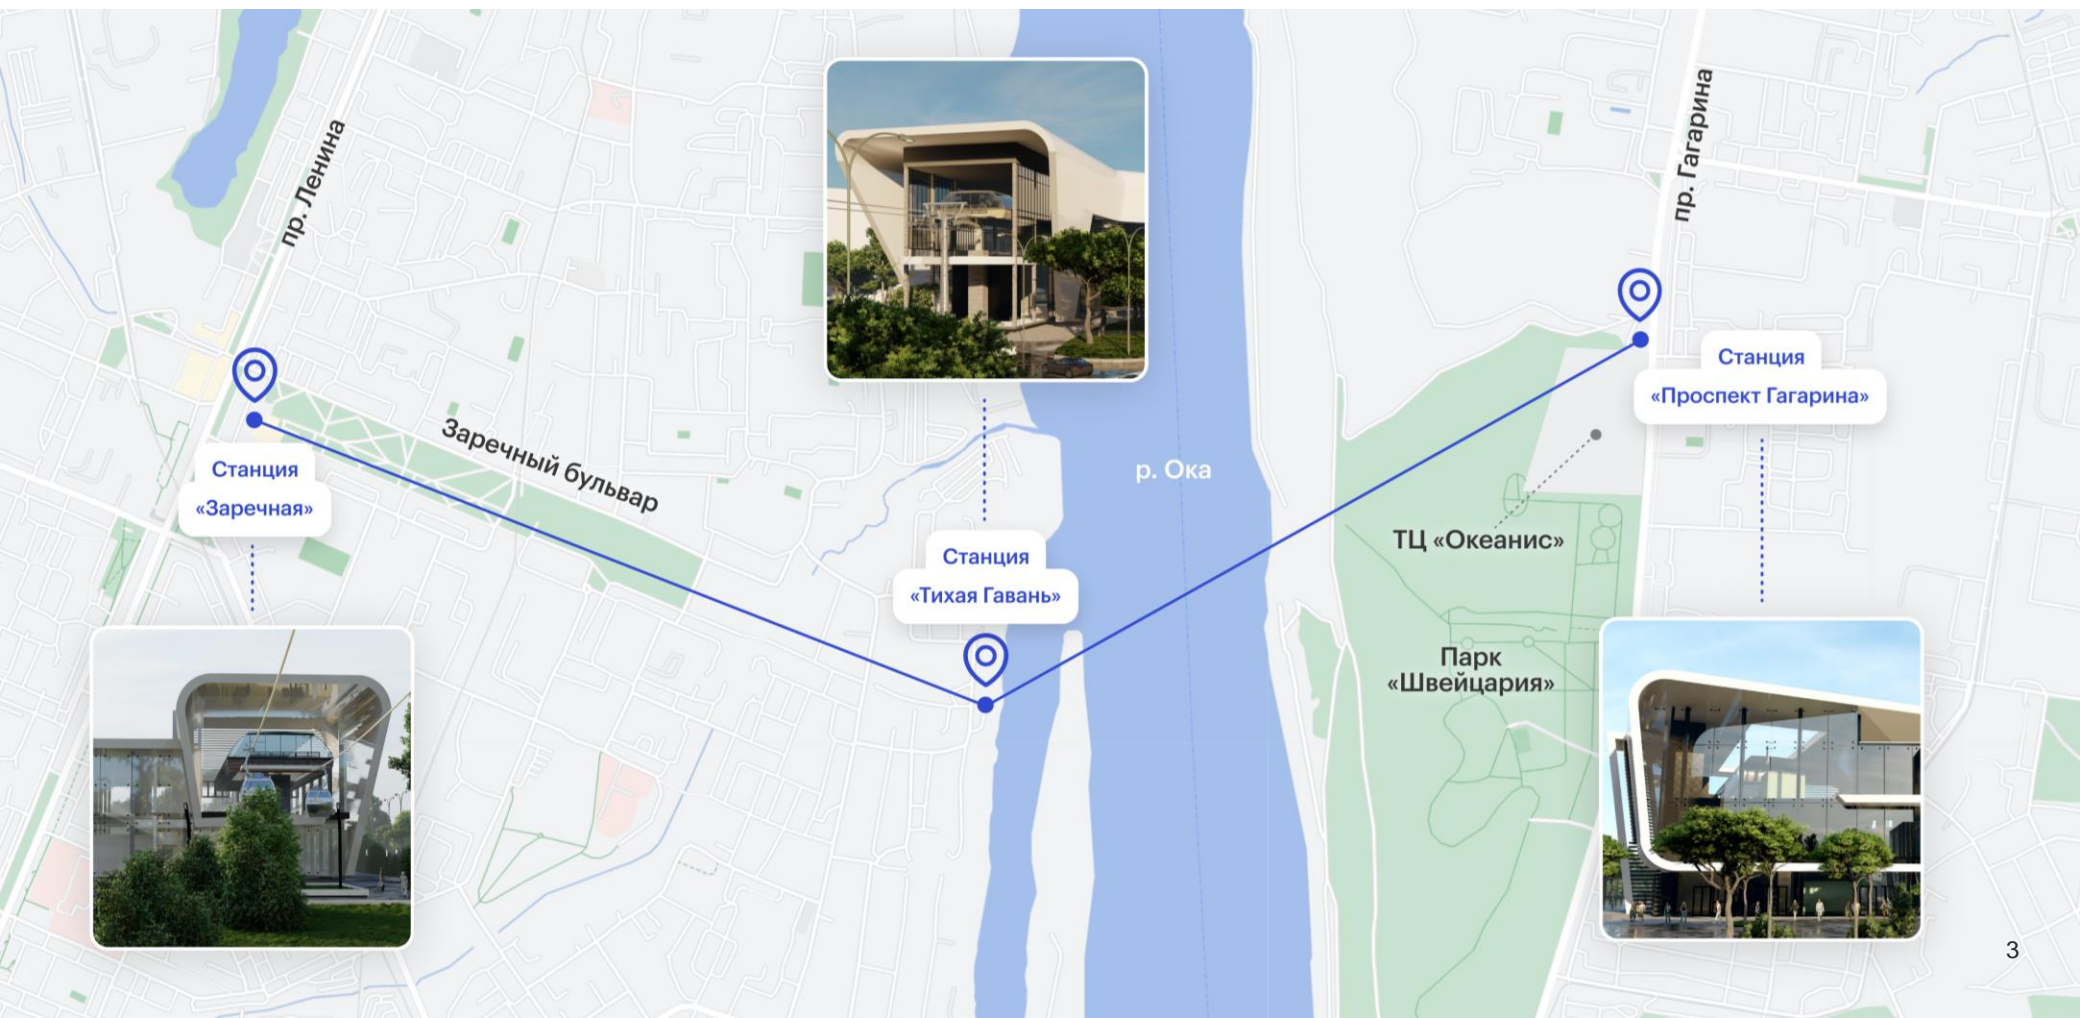 пр. Ленина
пр. Гагарина
Станция
«Проспект Гагарина»
Заречный бульвар
р. Ока
Станция
«Заречная»
ТЦ «Океанис»
Станция
«Тихая Гавань»
Парк
«Швейцария»
3